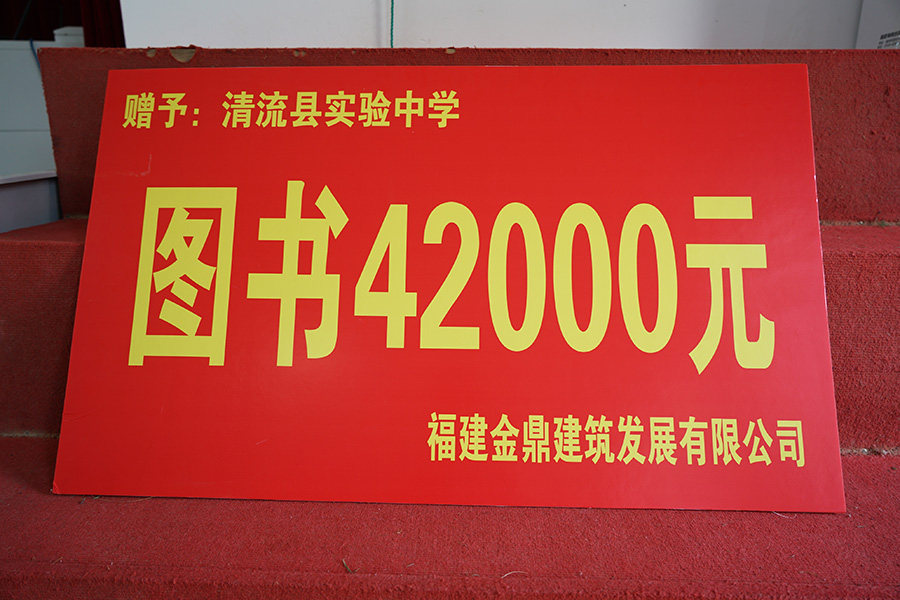 赠予：清流县实验中学
图书42000元
福建金鼎建筑发展有限公司